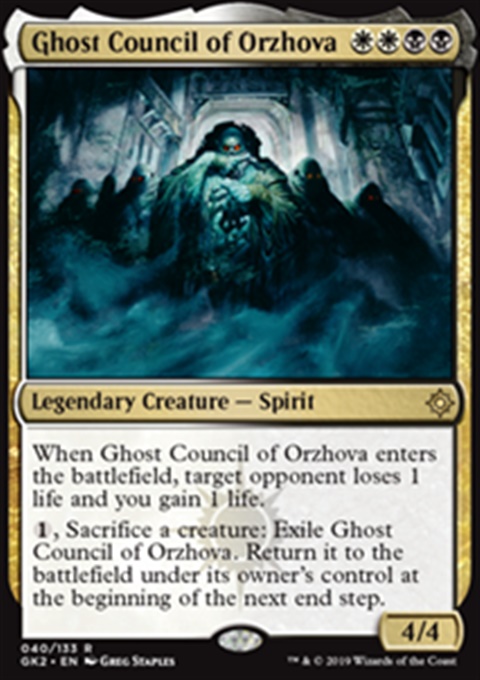 Ghost Council of Orzhova
Legendary Creature — Spirit
When Ghost Council of Orzhova enters
the battlefield, target opponent loses 1
life and you gain 1 life.
1, Sacrifice a creature: Exile Ghost
Council of Orzhova. Return it to the
battlefield under its owner's control at
the beginning of the next end step.
4/4
040/133 R
GK2 • EN Greg Staples
™ & © 2019 Wizards of the Coast